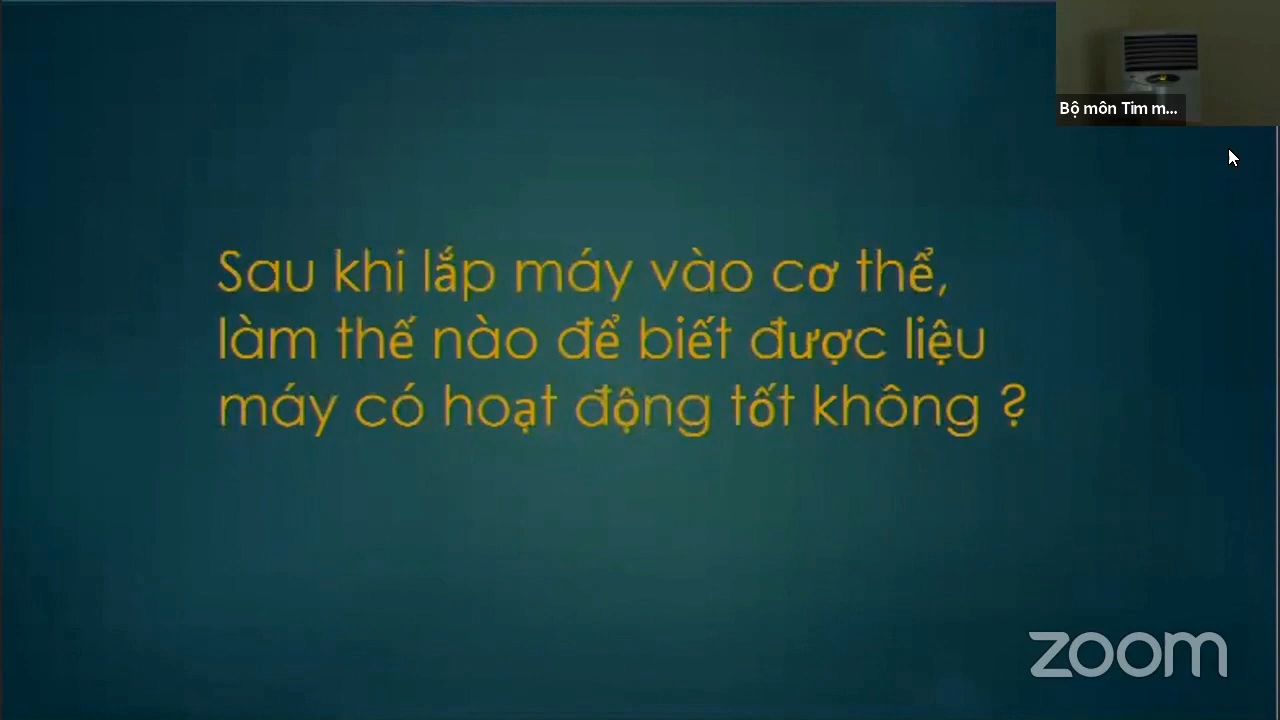 Bộ môn Tim m...
Sau khi lắp máy vào cơ thể,
làm thế nào để biết được liệu
máy có hoạt động tốt không ?
zoom